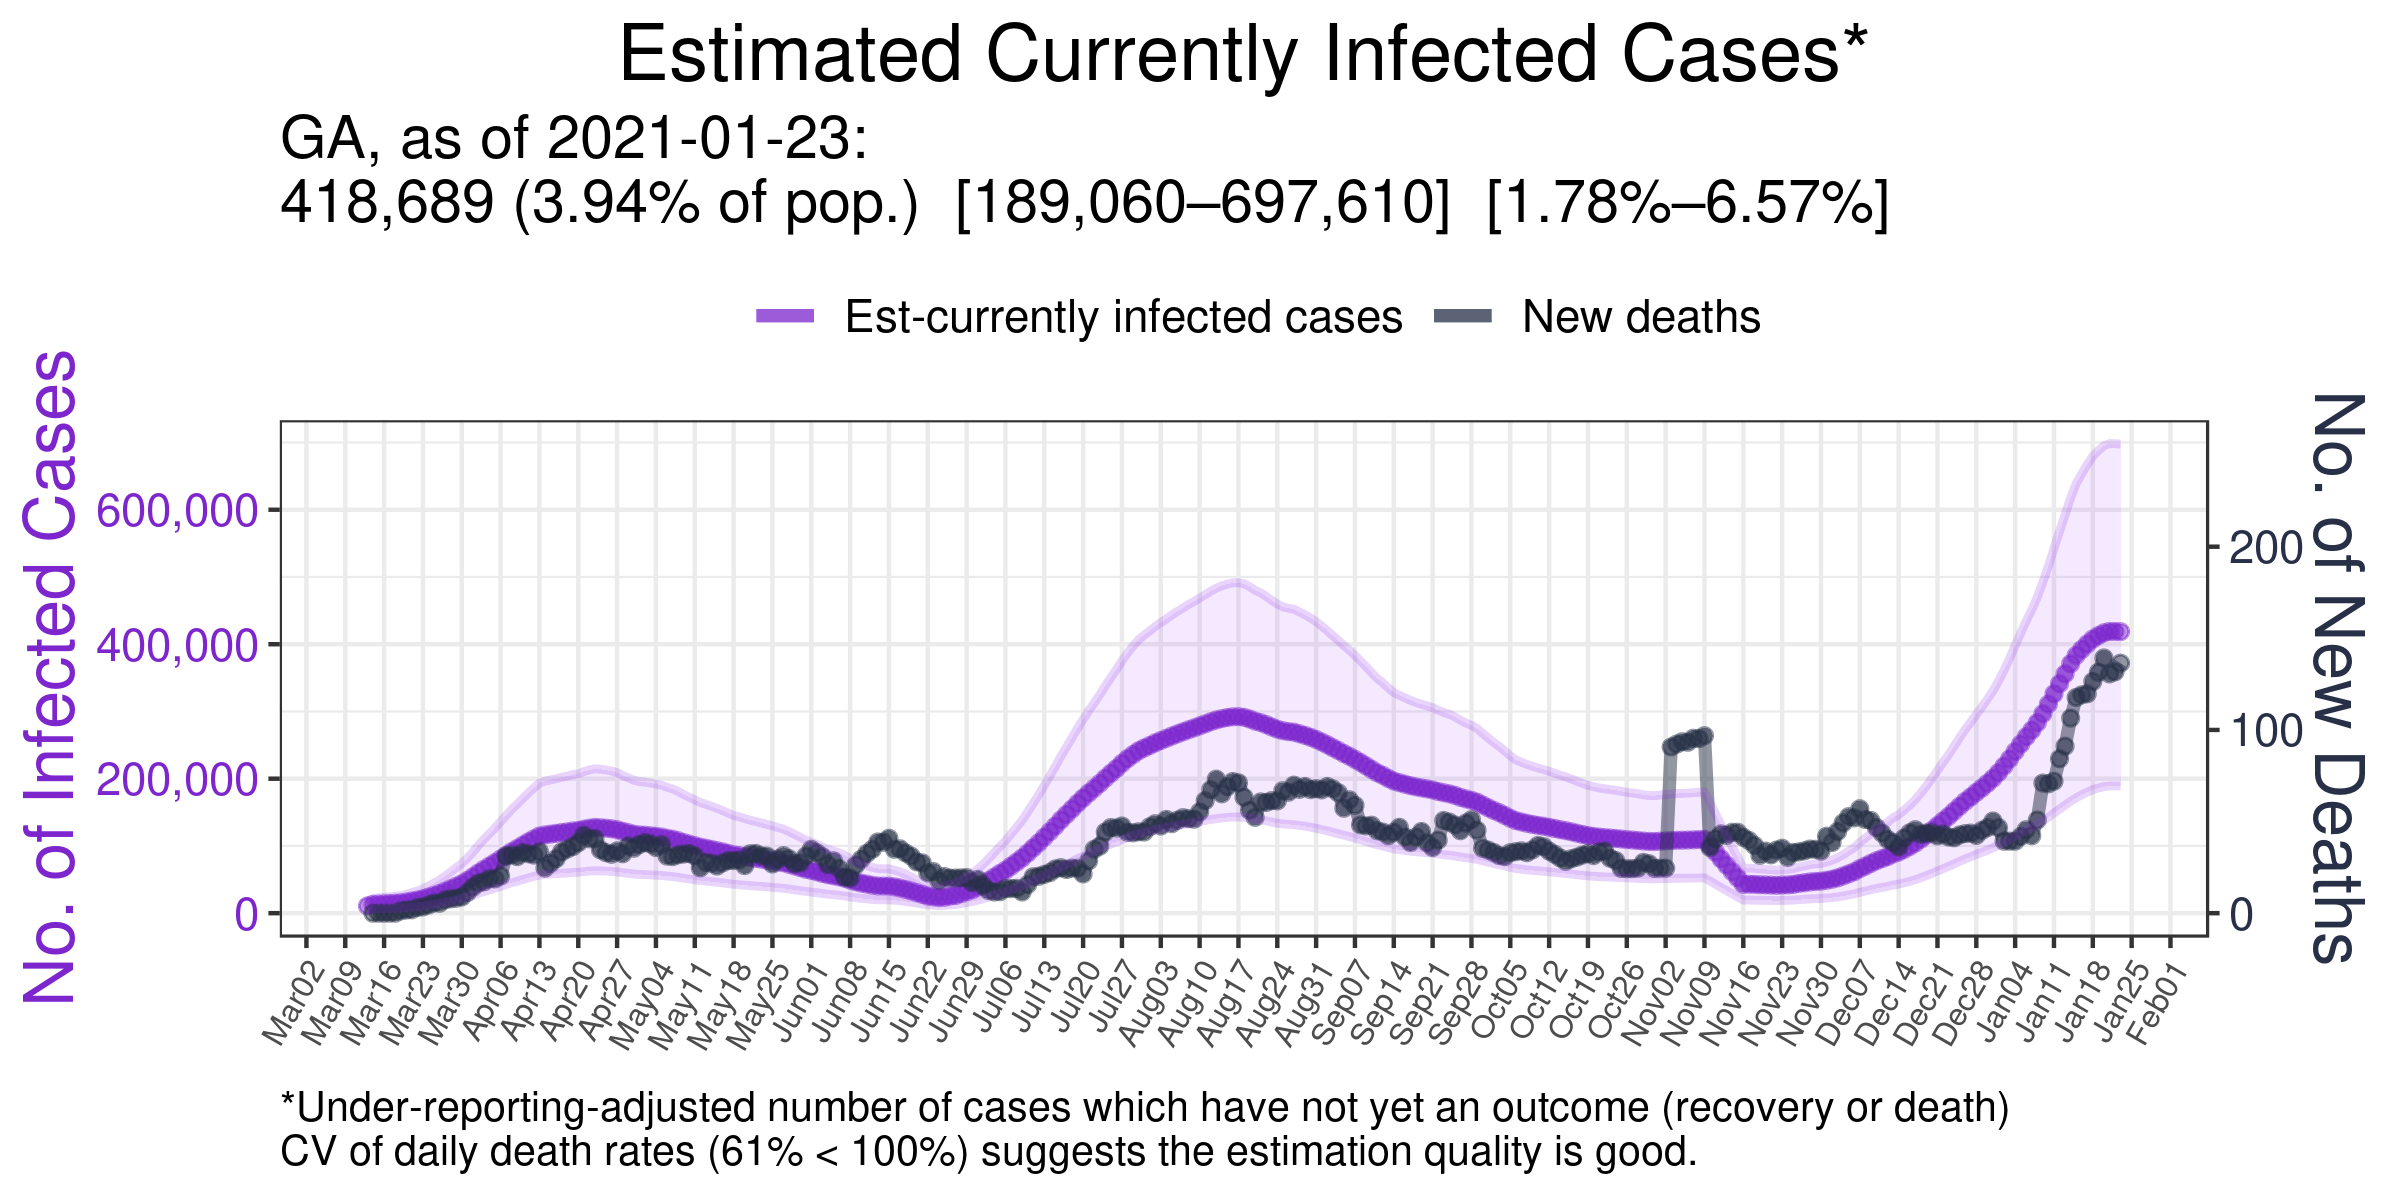 Estimated Currently Infected Cases*
GA, as of 2021-01-23:
418,689 (3.94% of pop.)  [189,060–697,610]  [1.78%–6.57%]
Est-currently infected cases
New deaths
No. of Infected Cases
600,000
400,000
200,000
0
No. of New Deaths
200
100
0
Mar02
Mar09
Mar16
Mar23
Mar30
Apr06
Apr13
Apr20
Apr27
May04
May11
May18
May25
Jun01
Jun08
Jun15
Jun22
Jun29
Jul06
Jul13
Jul20
Jul27
Aug03
Aug10
Aug17
Aug24
Aug31
Sep07
Sep14
Sep21
Sep28
Oct05
Oct12
Oct19
Oct26
Nov02
Nov09
Nov16
Nov23
Nov30
Dec07
Dec14
Dec21
Dec28
Jan04
Jan11
Jan18
Jan25
Feb01
*Under-reporting-adjusted number of cases which have not yet an outcome (recovery or death)
CV of daily death rates (61% < 100%) suggests the estimation quality is good.